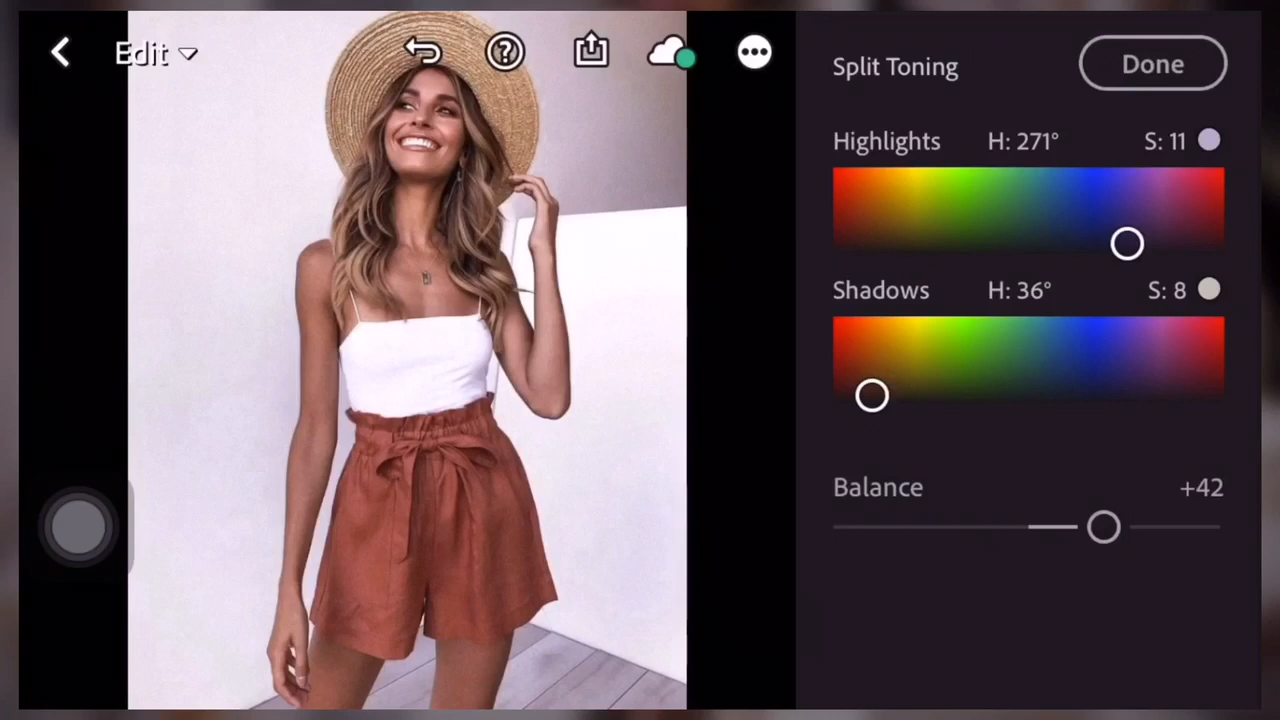 Edit
Split Toning
Done
Highlights H: 271° S: 11
Shadows H: 36° S: 8
Balance +42